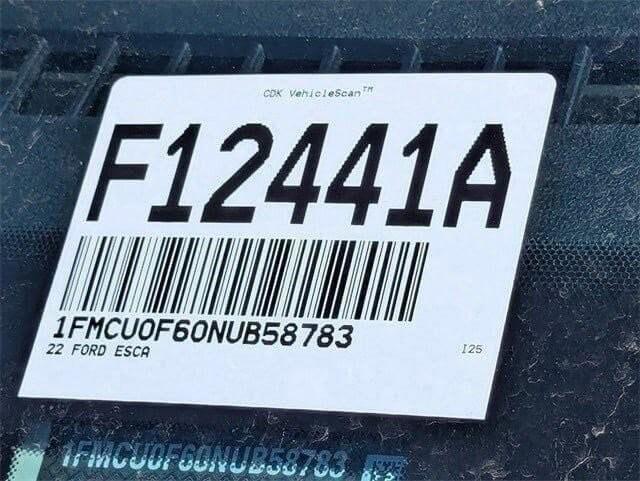 CDK VehicleScan™
F12441A
1FMCU0F60NUB58783
22 FORD ESCA
I25
1FMCU0F60NUB58783